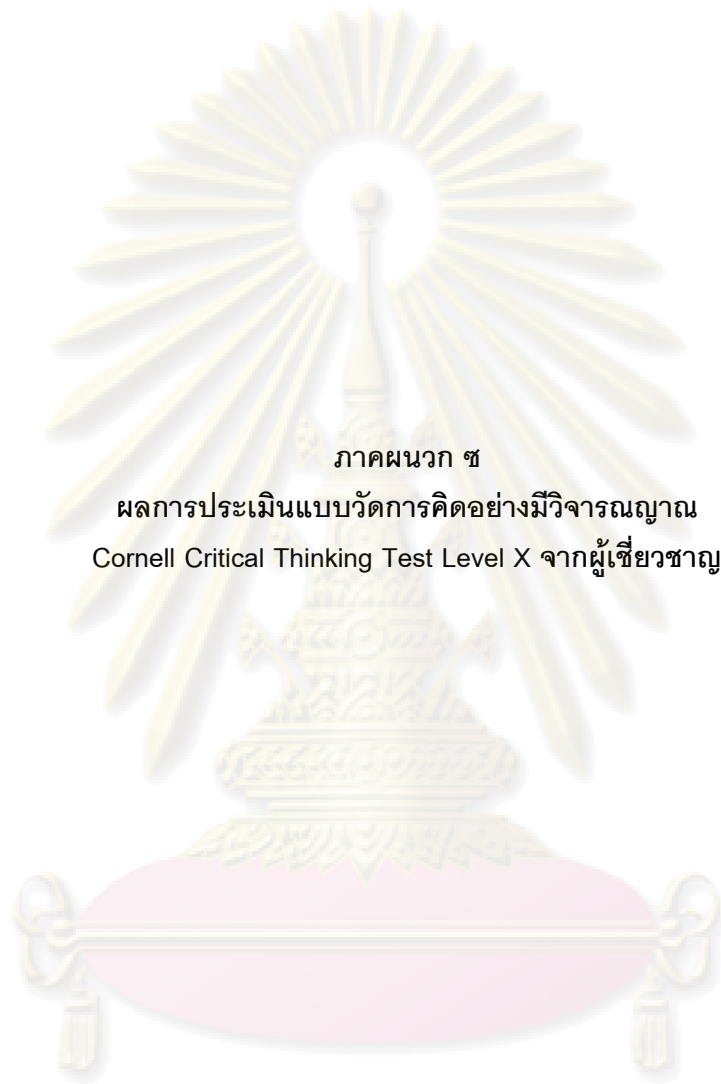 ภาคผนวก ซ
ผลการประเมินแบบวัดการคิดอย่างมีวิจารณญาณ
Cornell Critical Thinking Test Level X จากผู้เชี่ยวชาญ